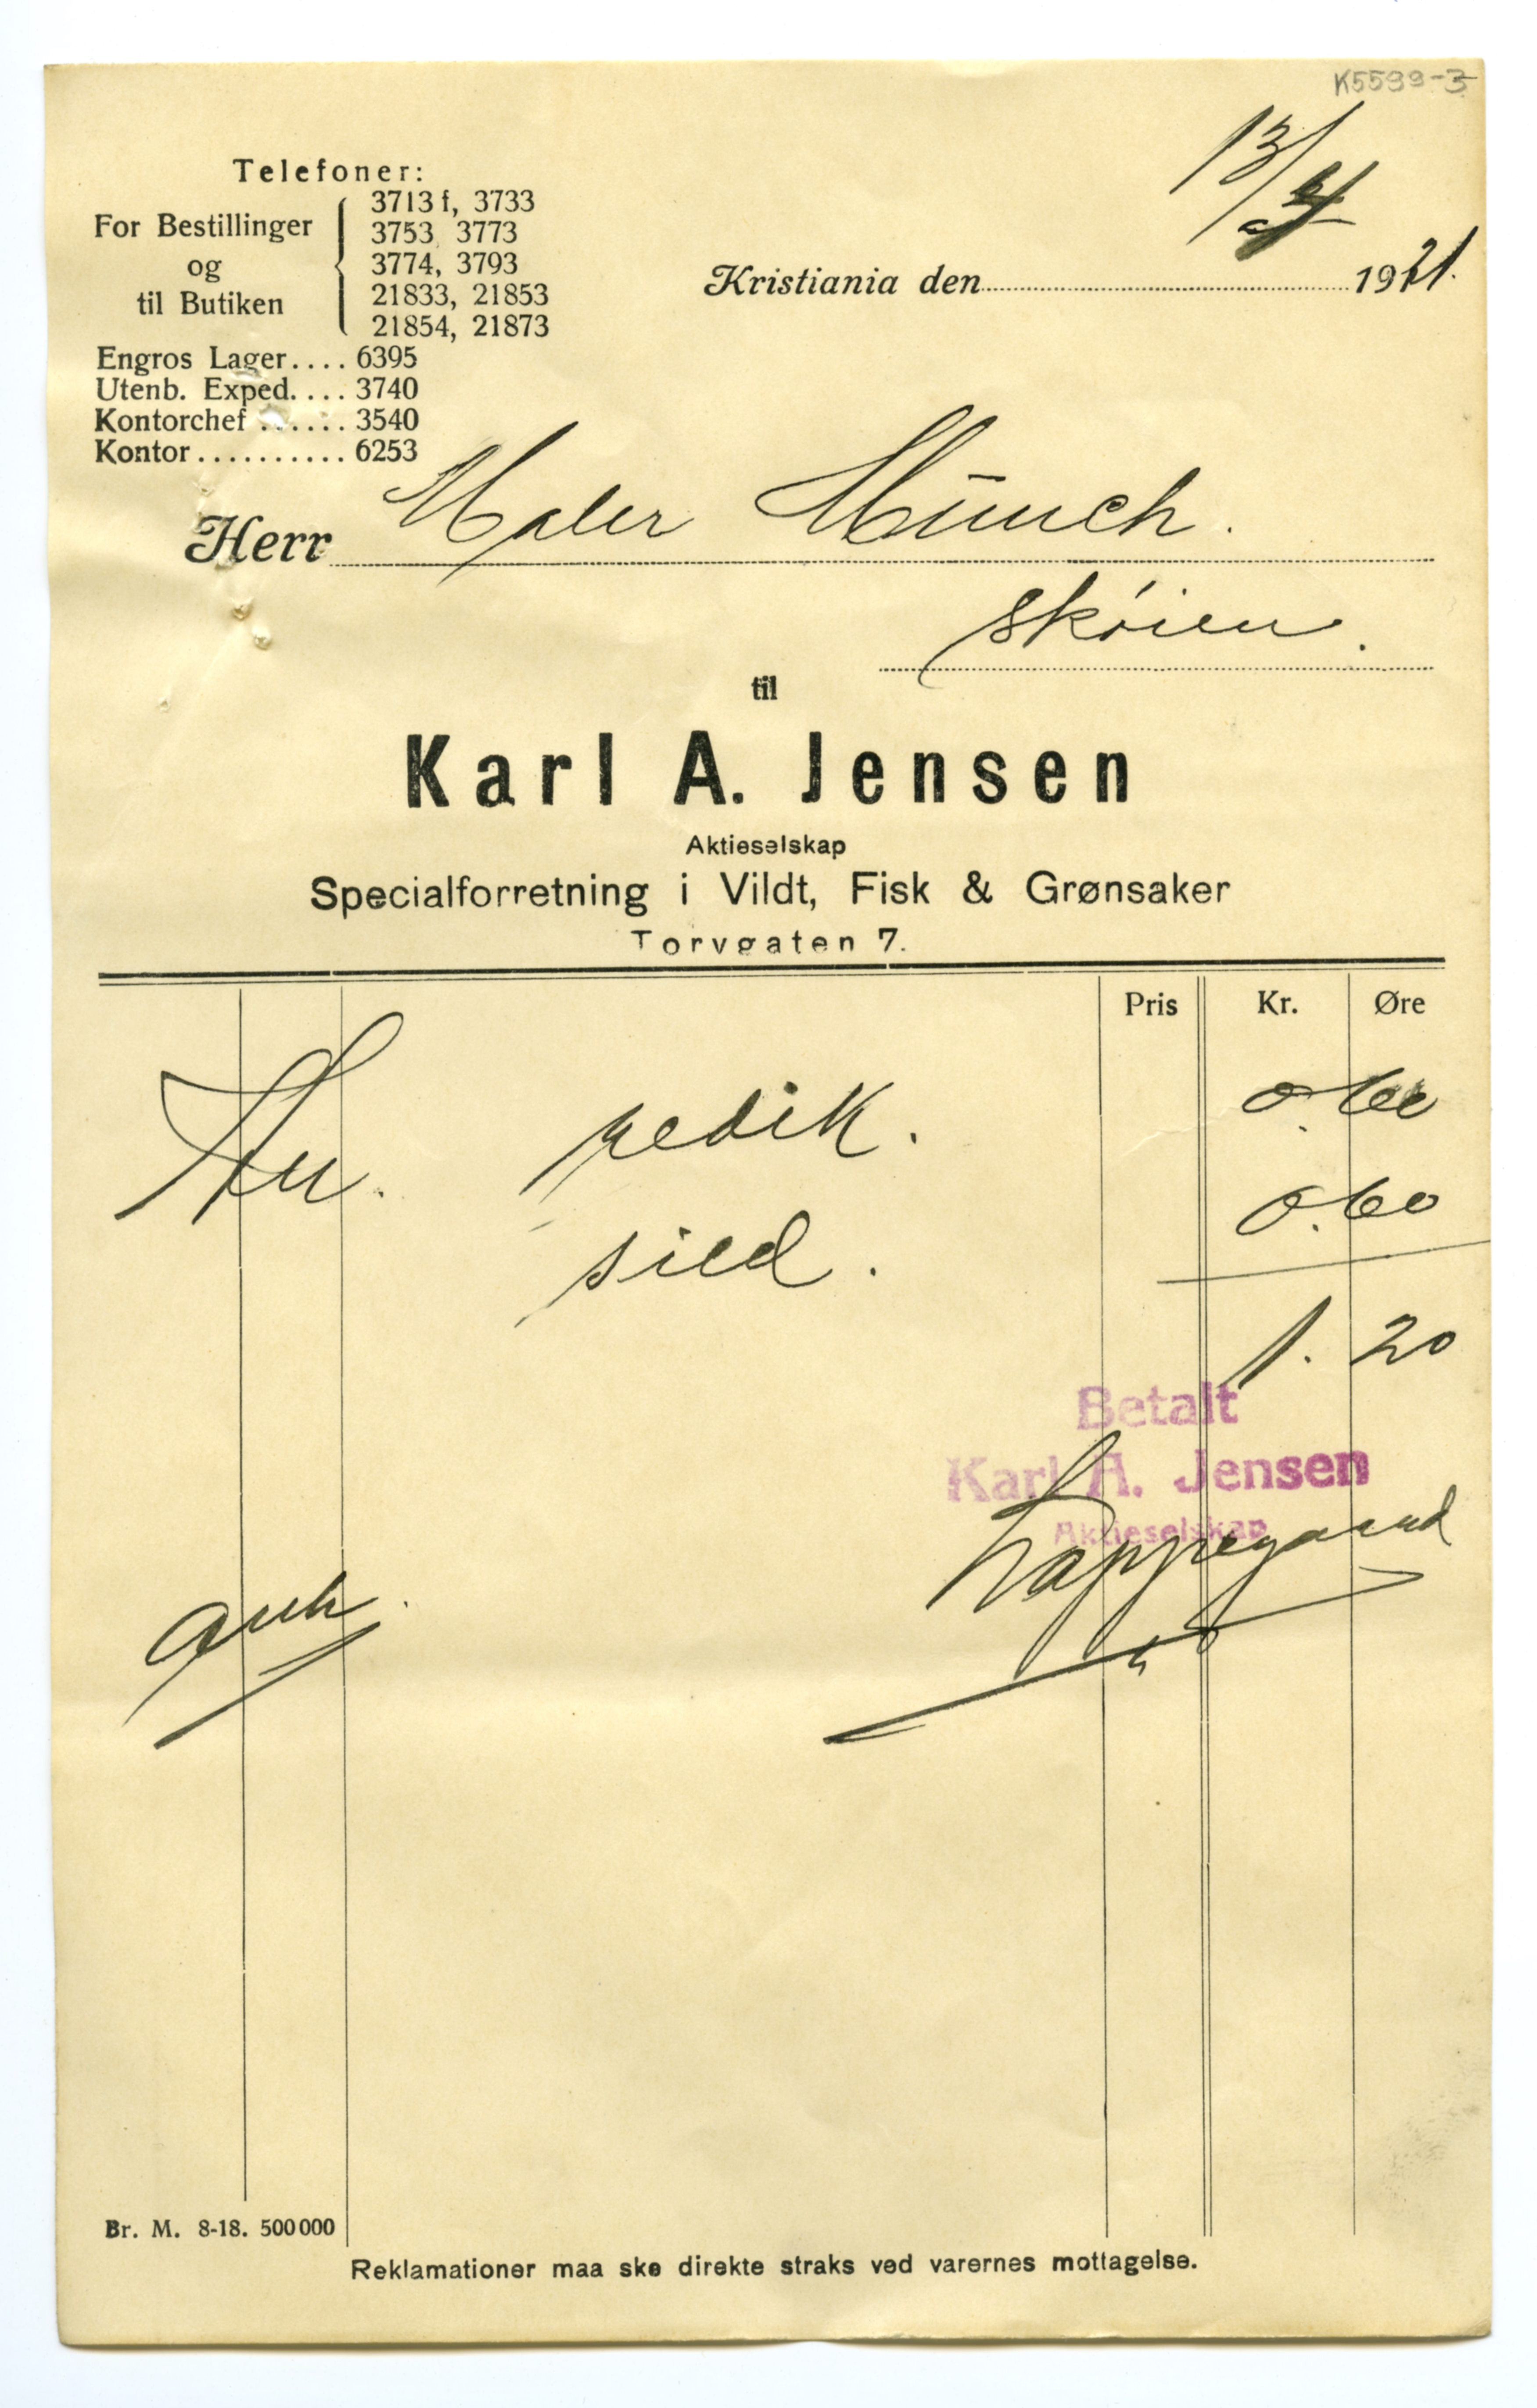 K5599-3
13/4
Telefoner:
For Bestillinger og til Butiken
3713 f, 3733
3753, 3773
3774, 3793
21833, 21853
21854, 21873
Engros Lager.... 6395
Utenb. Exped. ... 3740
Kontorchef ...... 3540
Kontor .......... 6253
Kristiania den 1921.
Herr Maler Münch.
Skøien.
til
Karl A. Jensen
Aktieselskap
Specialforretning i Vildt, Fisk & Grønsaker
Torvgaten 7.
Pris Kr. Øre
redik. 0.60
sild. 0.60
1.20
Betalt
Karl A. Jensen
Aktieselskap
Br. M. 8-18. 500000
Reklamationer maa ske direkte straks ved varernes mottagelse.